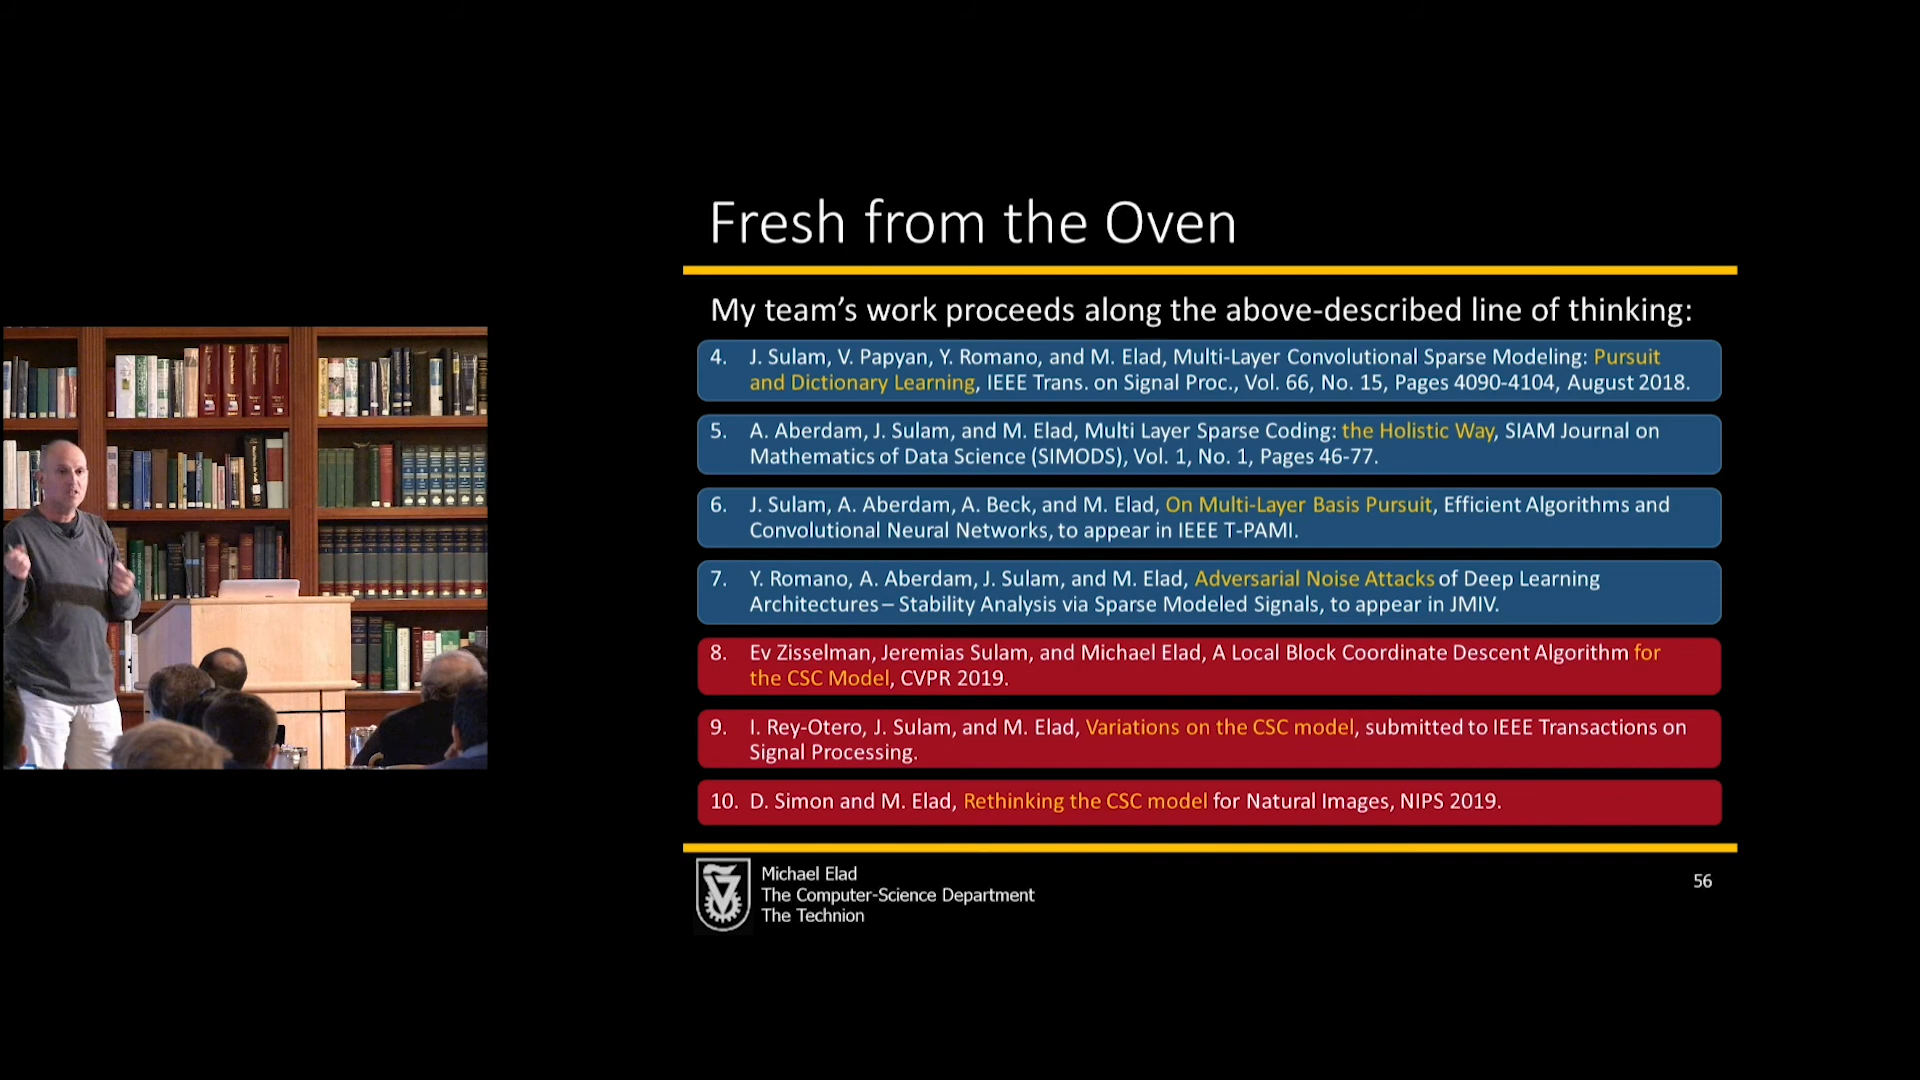 Fresh from the Oven
My team’s work proceeds along the above-described line of thinking:
4. J. Sulam, V. Papyan, Y. Romano, and M. Elad, Multi-Layer Convolutional Sparse Modeling: Pursuit
and Dictionary Learning, IEEE Trans. on Signal Proc., Vol. 66, No. 15, Pages 4090-4104, August 2018.
5. A. Aberdam, J. Sulam, and M. Elad, Multi Layer Sparse Coding: the Holistic Way, SIAM Journal on
Mathematics of Data Science (SIMODS), Vol. 1, No. 1, Pages 46-77.
6. J. Sulam, A. Aberdam, A. Beck, and M. Elad, On Multi-Layer Basis Pursuit, Efficient Algorithms and
Convolutional Neural Networks, to appear in IEEE T-PAMI.
7. Y. Romano, A. Aberdam, J. Sulam, and M. Elad, Adversarial Noise Attacks of Deep Learning
Architectures – Stability Analysis via Sparse Modeled Signals, to appear in JMIV.
8. Ev Zisselman, Jeremias Sulam, and Michael Elad, A Local Block Coordinate Descent Algorithm for
the CSC Model, CVPR 2019.
9. I. Rey-Otero, J. Sulam, and M. Elad, Variations on the CSC model, submitted to IEEE Transactions on
Signal Processing.
10. D. Simon and M. Elad, Rethinking the CSC model for Natural Images, NIPS 2019.
Michael Elad
The Computer-Science Department
The Technion
56